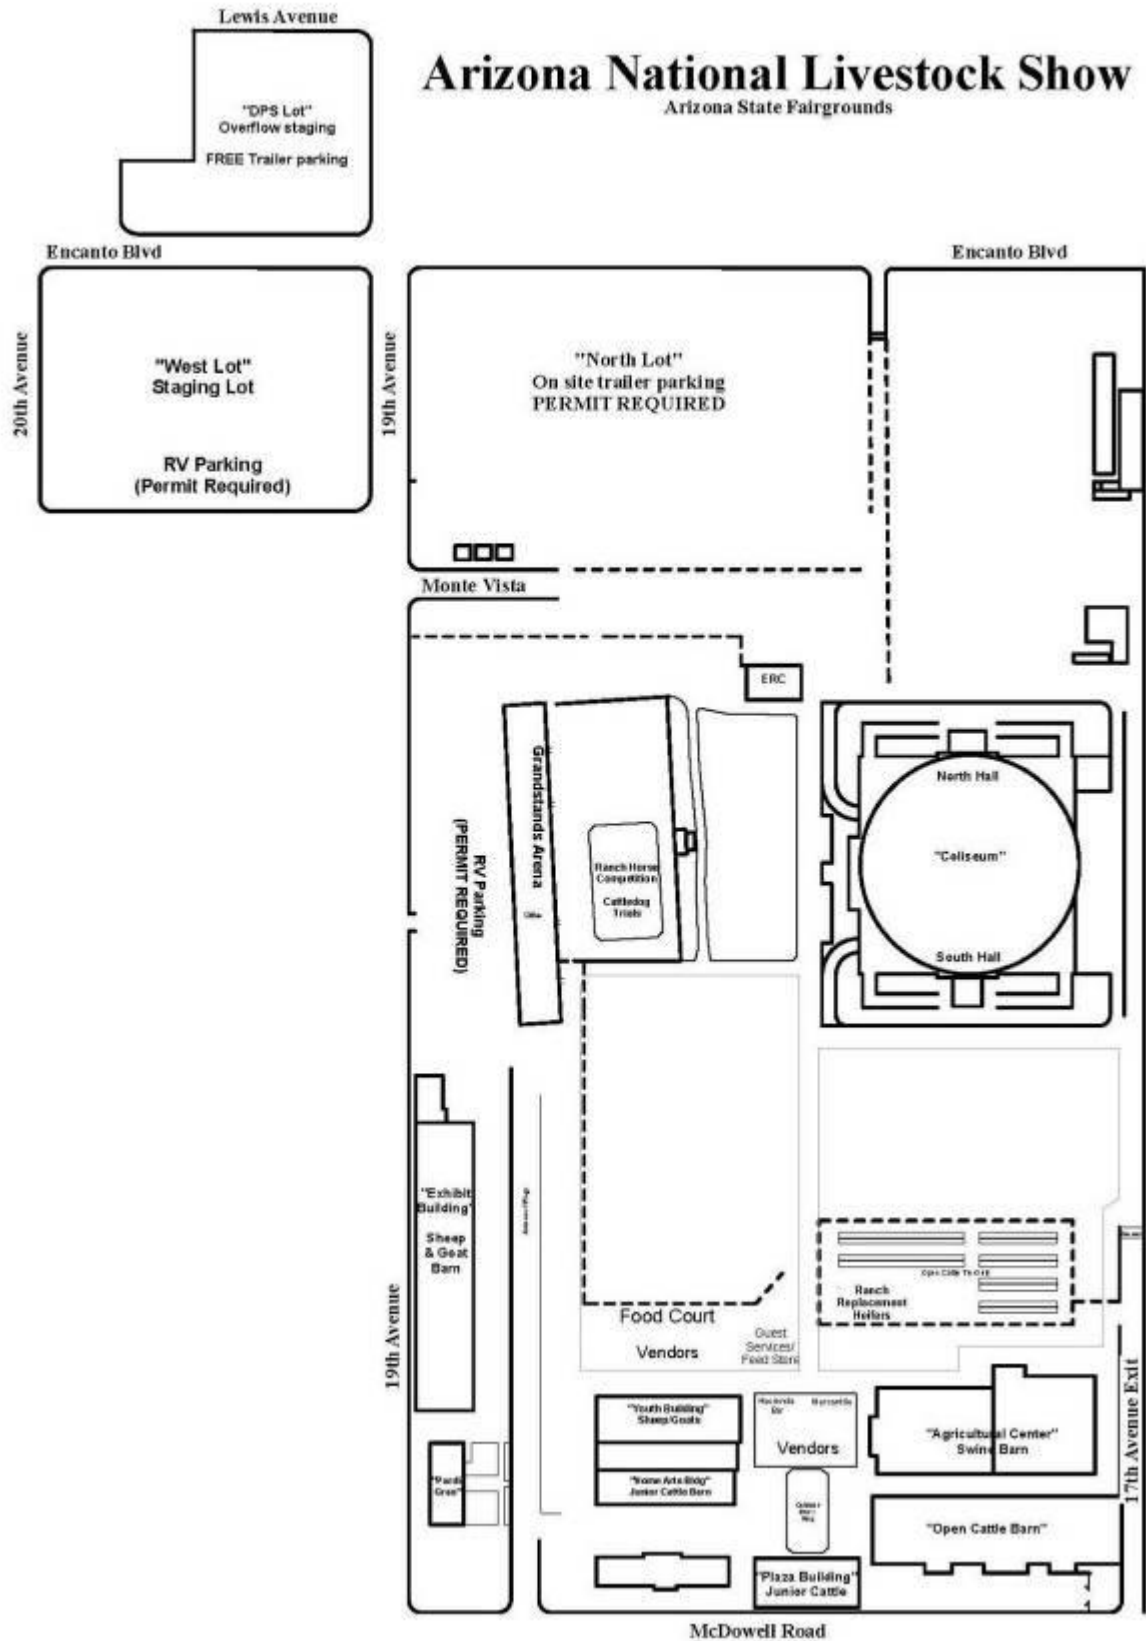 Lewis Avenue
Arizona National Livestock Show
Arizona State Fairgrounds
"DPS Lot"
Overflow staging
FREE Trailer parking
Encanto Blvd
Encanto Blvd
20th Avenue
"West Lot"
Staging Lot
RV Parking
(Permit Required)
19th Avenue
"North Lot"
On site trailer parking
PERMIT REQUIRED
Monte Vista
ERC
Grandstands Arena
RV Parking
(PERMIT REQUIRED)
Ranch Horse
Competition
Cattledog
Trials
North Hall
"Coliseum"
South Hall
"Exhibit
Building"
Sheep
& Goat
Barn
Ranch
Replacement
Heifers
Food Court
Vendors
Guest
Services/
Feed Store
19th Avenue
17th Avenue Exit
"Youth Building"
Sheep/Goats
"Home Arts Bldg"
Junior Cattle Barn
Hacienda
Bar
Mercantile
Vendors
"Agricultural Center"
Swine Barn
"Open Cattle Barn"
"Plaza Building"
Junior Cattle
McDowell Road